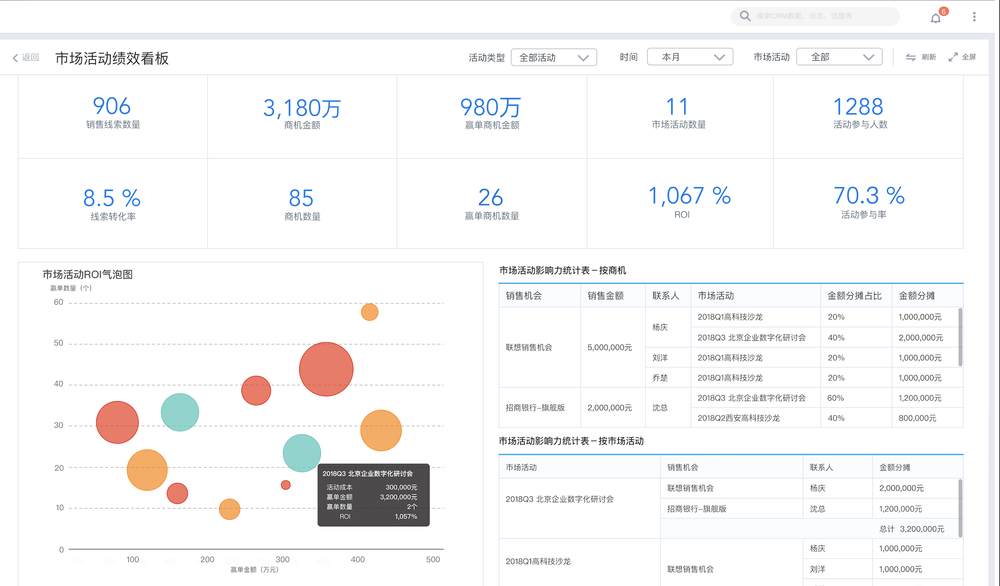 搜索CRM数据、动态、话题等
6
返回
市场活动绩效看板
活动类型 全部活动
时间 本月
市场活动 全部
刷新
全屏
906
销售线索数量
3,180万
商机金额
980万
赢单商机金额
11
市场活动数量
1288
活动参与人数
8.5 %
线索转化率
85
商机数量
26
赢单商机数量
1,067 %
ROI
70.3 %
活动参与率
市场活动ROI气泡图
赢单数量（个）
60
50
40
30
20
10
0
100 200 300 400 500
赢单金额（万元）
2018Q3 北京企业数字化研讨会
活动成本 300,000元
赢单金额 3,200,000元
赢单数量 2个
ROI 1,057%
市场活动影响力统计表－按商机
销售机会 销售金额 联系人 市场活动 金额分摊占比 金额分摊
联想销售机会 5,000,000元 杨庆 2018Q1高科技沙龙 20% 1,000,000元
2018Q3 北京企业数字化研讨会 40% 2,000,000元
刘洋 2018Q1高科技沙龙 20% 1,000,000元
乔楚 2018Q1高科技沙龙 20% 1,000,000元
招商银行–旗舰版 2,000,000元 沈总 2018Q3 北京企业数字化研讨会 60% 1,200,000元
2018Q2西安高科技沙龙 40% 800,000元
市场活动影响力统计表－按市场活动
市场活动 销售机会 联系人 金额分摊
2018Q3 北京企业数字化研讨会 联想销售机会 杨庆 2,000,000元
招商银行–旗舰版 沈总 1,200,000元
总计 3,200,000元
2018Q1高科技沙龙 联想销售机会 杨庆 1,000,000元
刘洋 1,000,000元